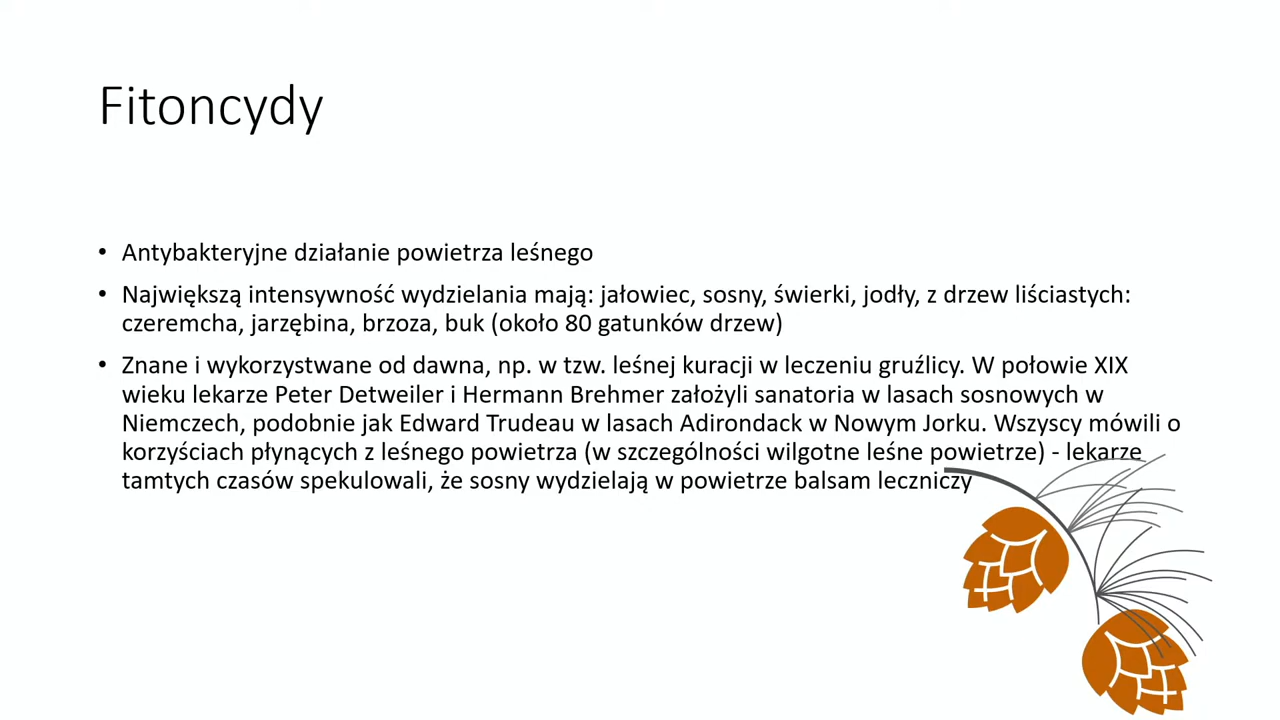 Fitoncydy
• Antybakteryjne działanie powietrza leśnego
• Największą intensywność wydzielania mają: jałowiec, sosny, świerki, jodły, z drzew liściastych:
czeremcha, jarzębina, brzoza, buk (około 80 gatunków drzew)
• Znane i wykorzystwane od dawna, np. w tzw. leśnej kuracji w leczeniu gruźlicy. W połowie XIX
wieku lekarze Peter Detweiler i Hermann Brehmer założyli sanatoria w lasach sosnowych w
Niemczech, podobnie jak Edward Trudeau w lasach Adirondack w Nowym Jorku. Wszyscy mówili o
korzyściach płynących z leśnego powietrza (w szczególności wilgotne leśne powietrze) - lekarze
tamtych czasów spekulowali, że sosny wydzielają w powietrze balsam leczniczy